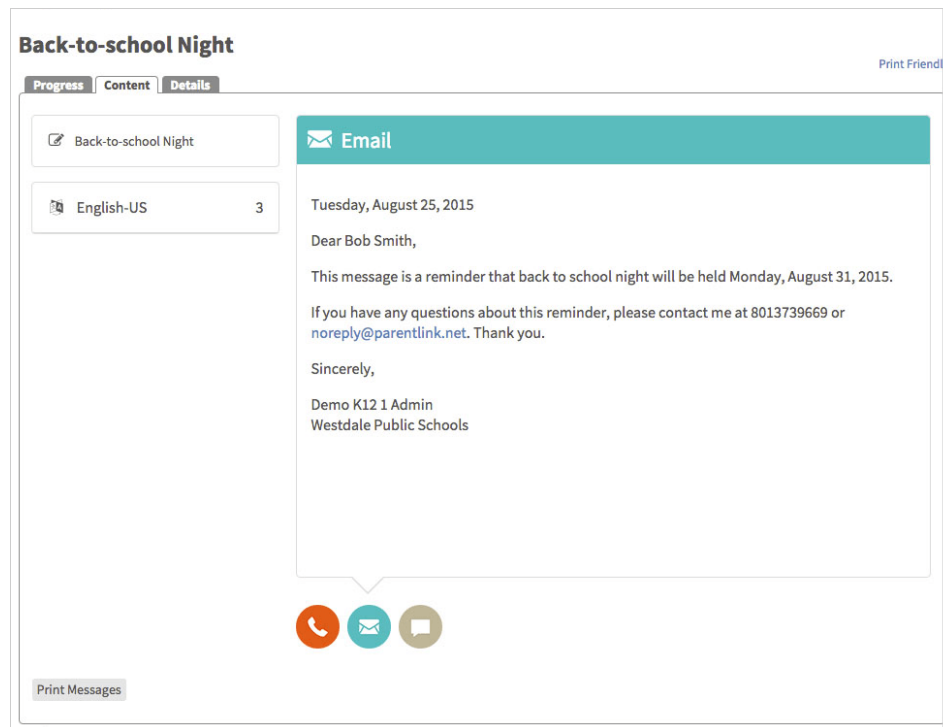 Back-to-school Night
Print Friendl
Progress Content Details
Back-to-school Night
English-US 3
Email
Tuesday, August 25, 2015
Dear Bob Smith,
This message is a reminder that back to school night will be held Monday, August 31, 2015.
If you have any questions about this reminder, please contact me at 8013739669 or
noreply@parentlink.net. Thank you.
Sincerely,
Demo K12 1 Admin
Westdale Public Schools
Print Messages